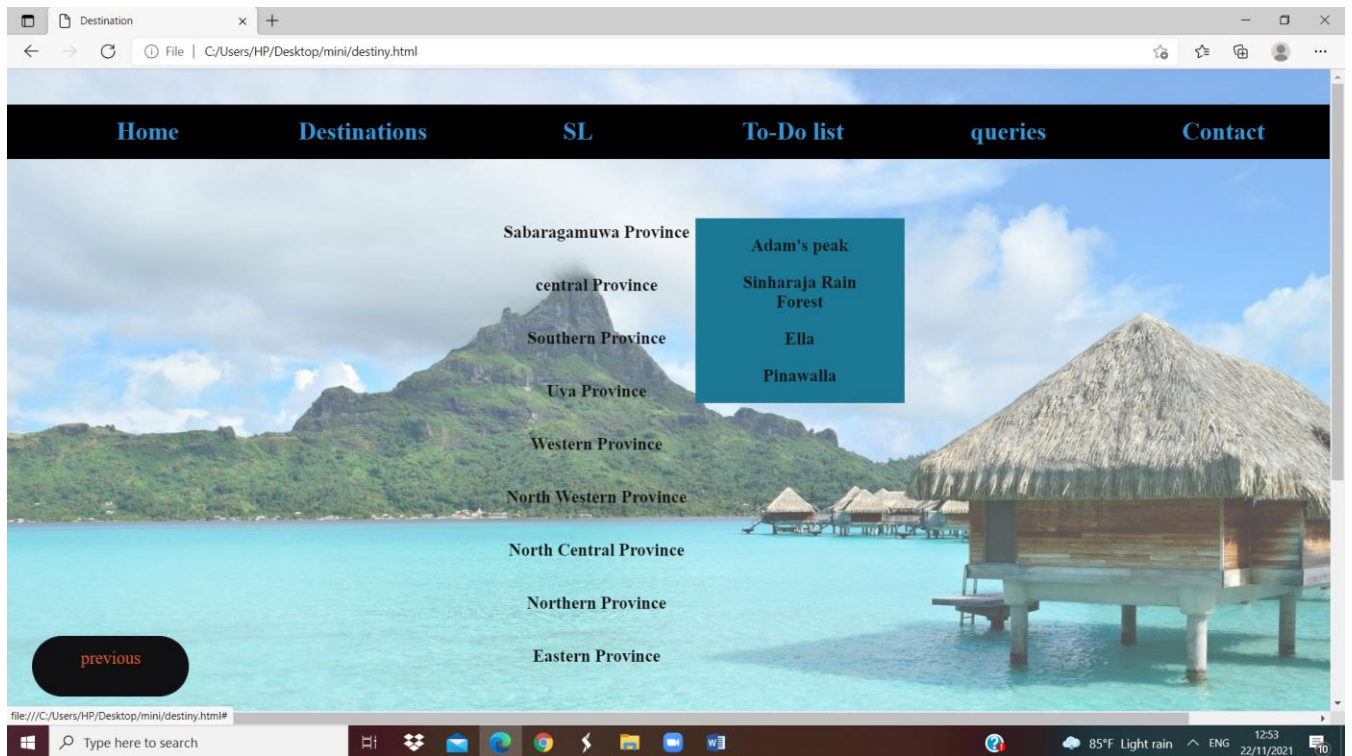 Destination
File | C:/Users/HP/Desktop/mini/destiny.html
Home Destinations SL To-Do list queries Contact
Sabaragamuwa Province
central Province
Southern Province
Uva Province
Western Province
North Western Province
North Central Province
Northern Province
Eastern Province
Adam's peak
Sinharaja Rain
Forest
Ella
Pinawalla
previous
file:///C:/Users/HP/Desktop/mini/destiny.html#
Type here to search
85°F Light rain
ENG
12:53
22/11/2021
10